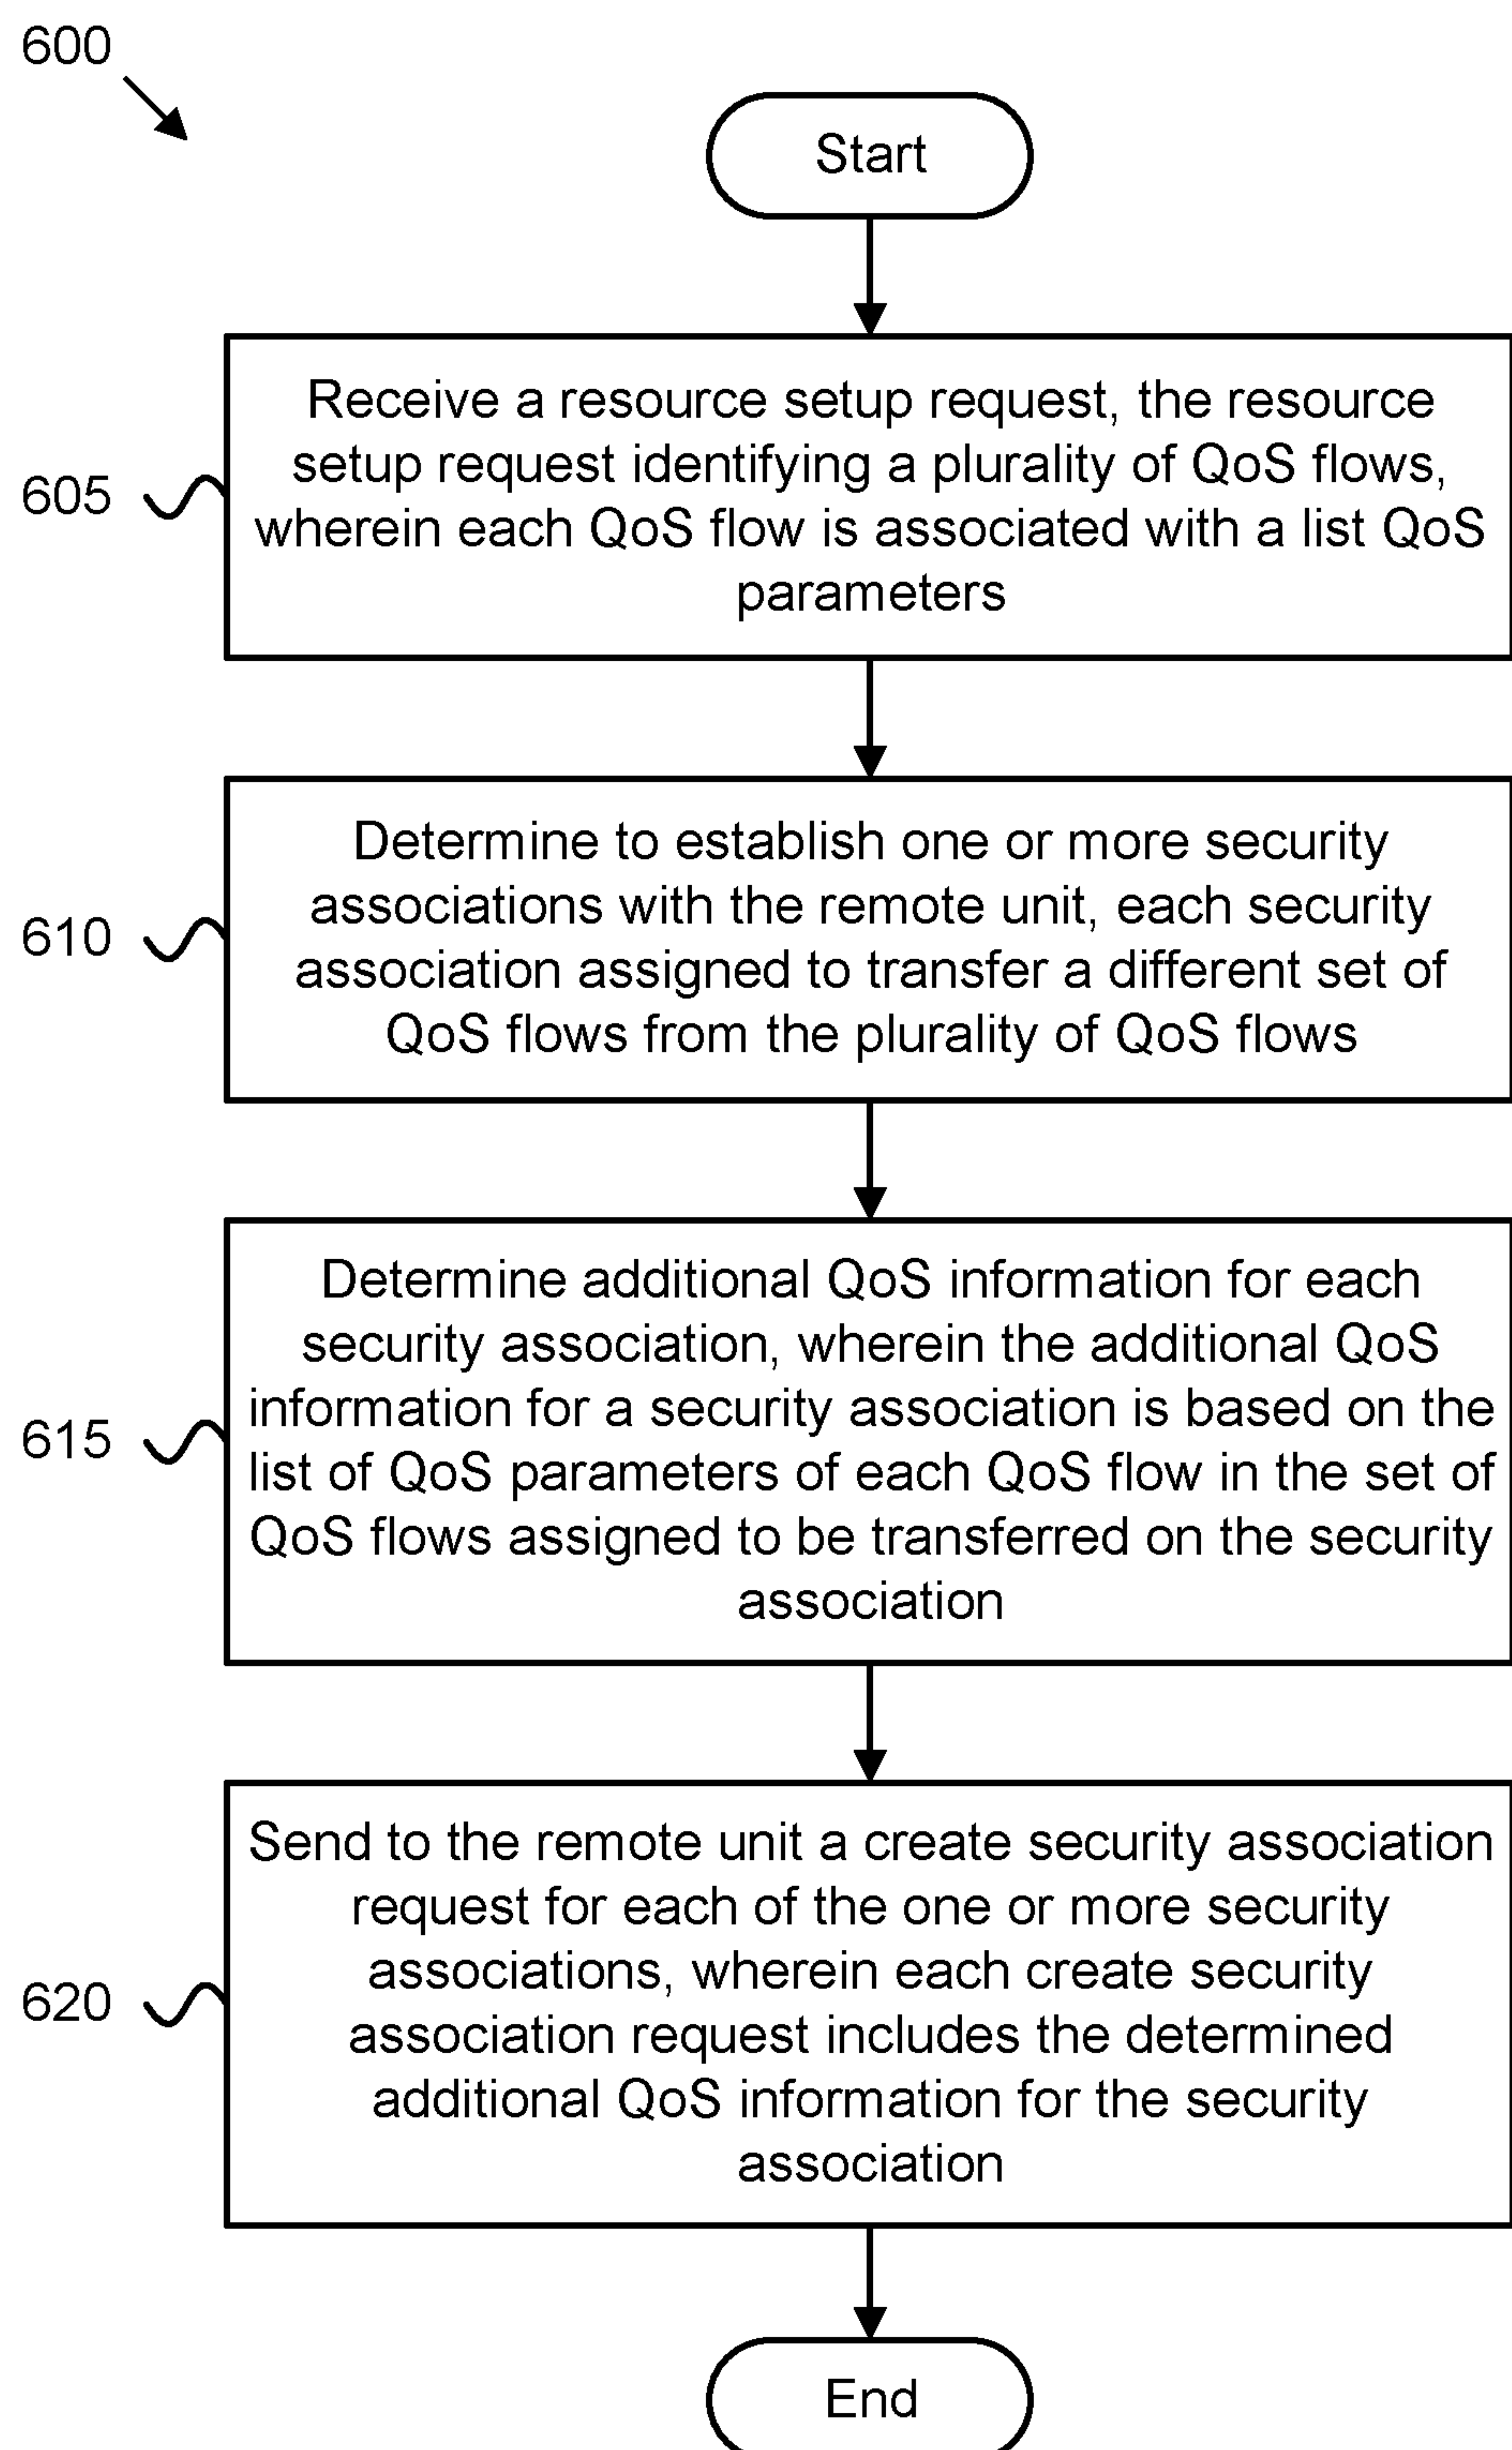 600
Start
605
Receive a resource setup request, the resource
setup request identifying a plurality of QoS flows,
wherein each QoS flow is associated with a list QoS
parameters
610
Determine to establish one or more security
associations with the remote unit, each security
association assigned to transfer a different set of
QoS flows from the plurality of QoS flows
615
Determine additional QoS information for each
security association, wherein the additional QoS
information for a security association is based on the
list of QoS parameters of each QoS flow in the set of
QoS flows assigned to be transferred on the security
association
620
Send to the remote unit a create security association
request for each of the one or more security
associations, wherein each create security
association request includes the determined
additional QoS information for the security
association
End